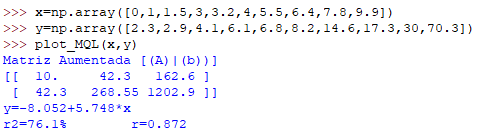 >>> x=np.array([0,1,1.5,3,3.2,4,5.5,6.4,7.8,9.9])
>>> y=np.array([2.3,2.9,4.1,6.1,6.8,8.2,14.6,17.3,30,70.3])
>>> plot_MQL(x,y)
Matriz Aumentada [(A)|(b))]
[[ 10. 42.3 162.6 ]
[ 42.3 268.55 1202.9 ]]
y=-8.052+5.748*x
r2=76.1% r=0.872